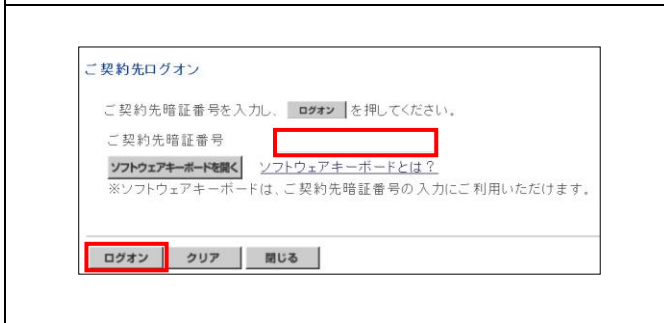 ご契約先ログオン
ご契約先暗証番号を入力し、 ログオン を押してください。
ご契約先暗証番号
ソフトウェアキーボードを開く ソフトウェアキーボードとは？
※ソフトウェアキーボードは、ご契約先暗証番号の入力にご利用いただけます。
ログオン クリア 閉じる